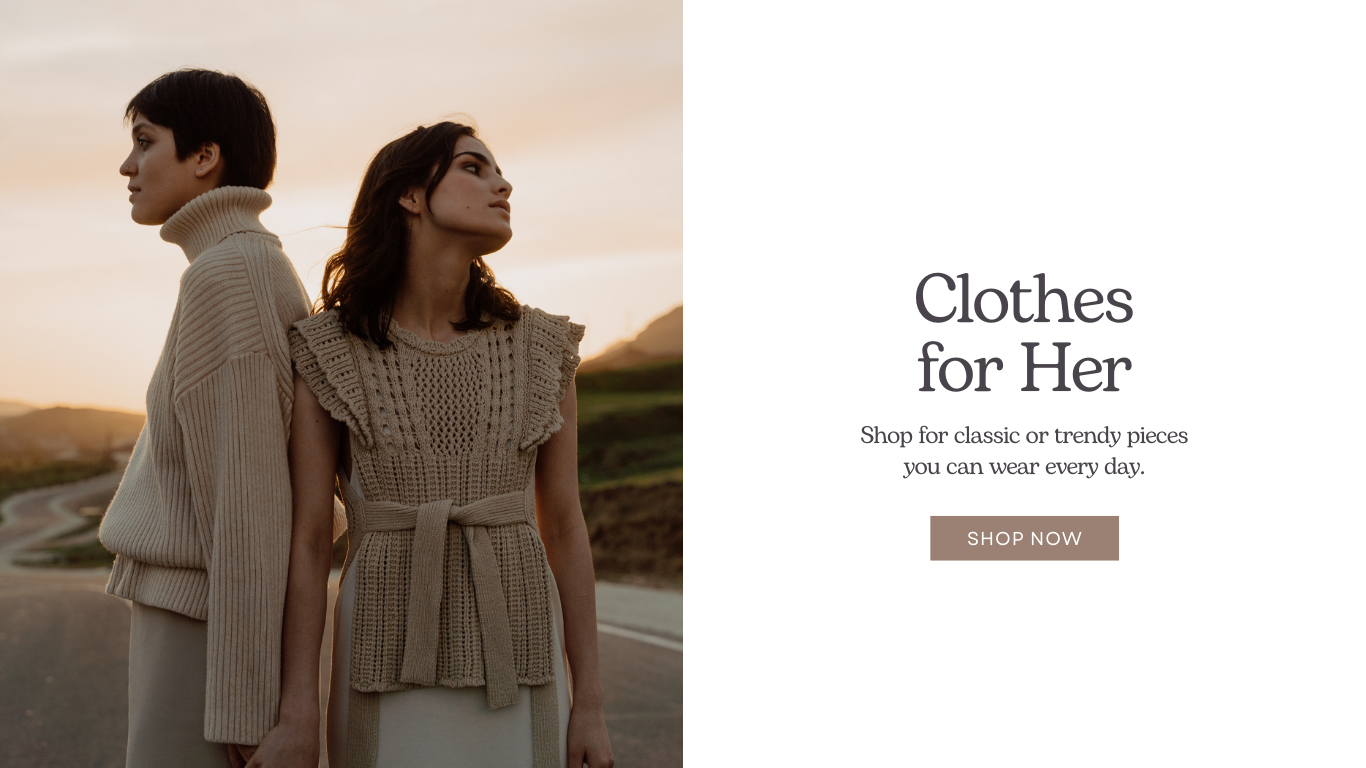 Clothes
for Her
Shop for classic or trendy pieces
you can wear every day.
SHOP NOW